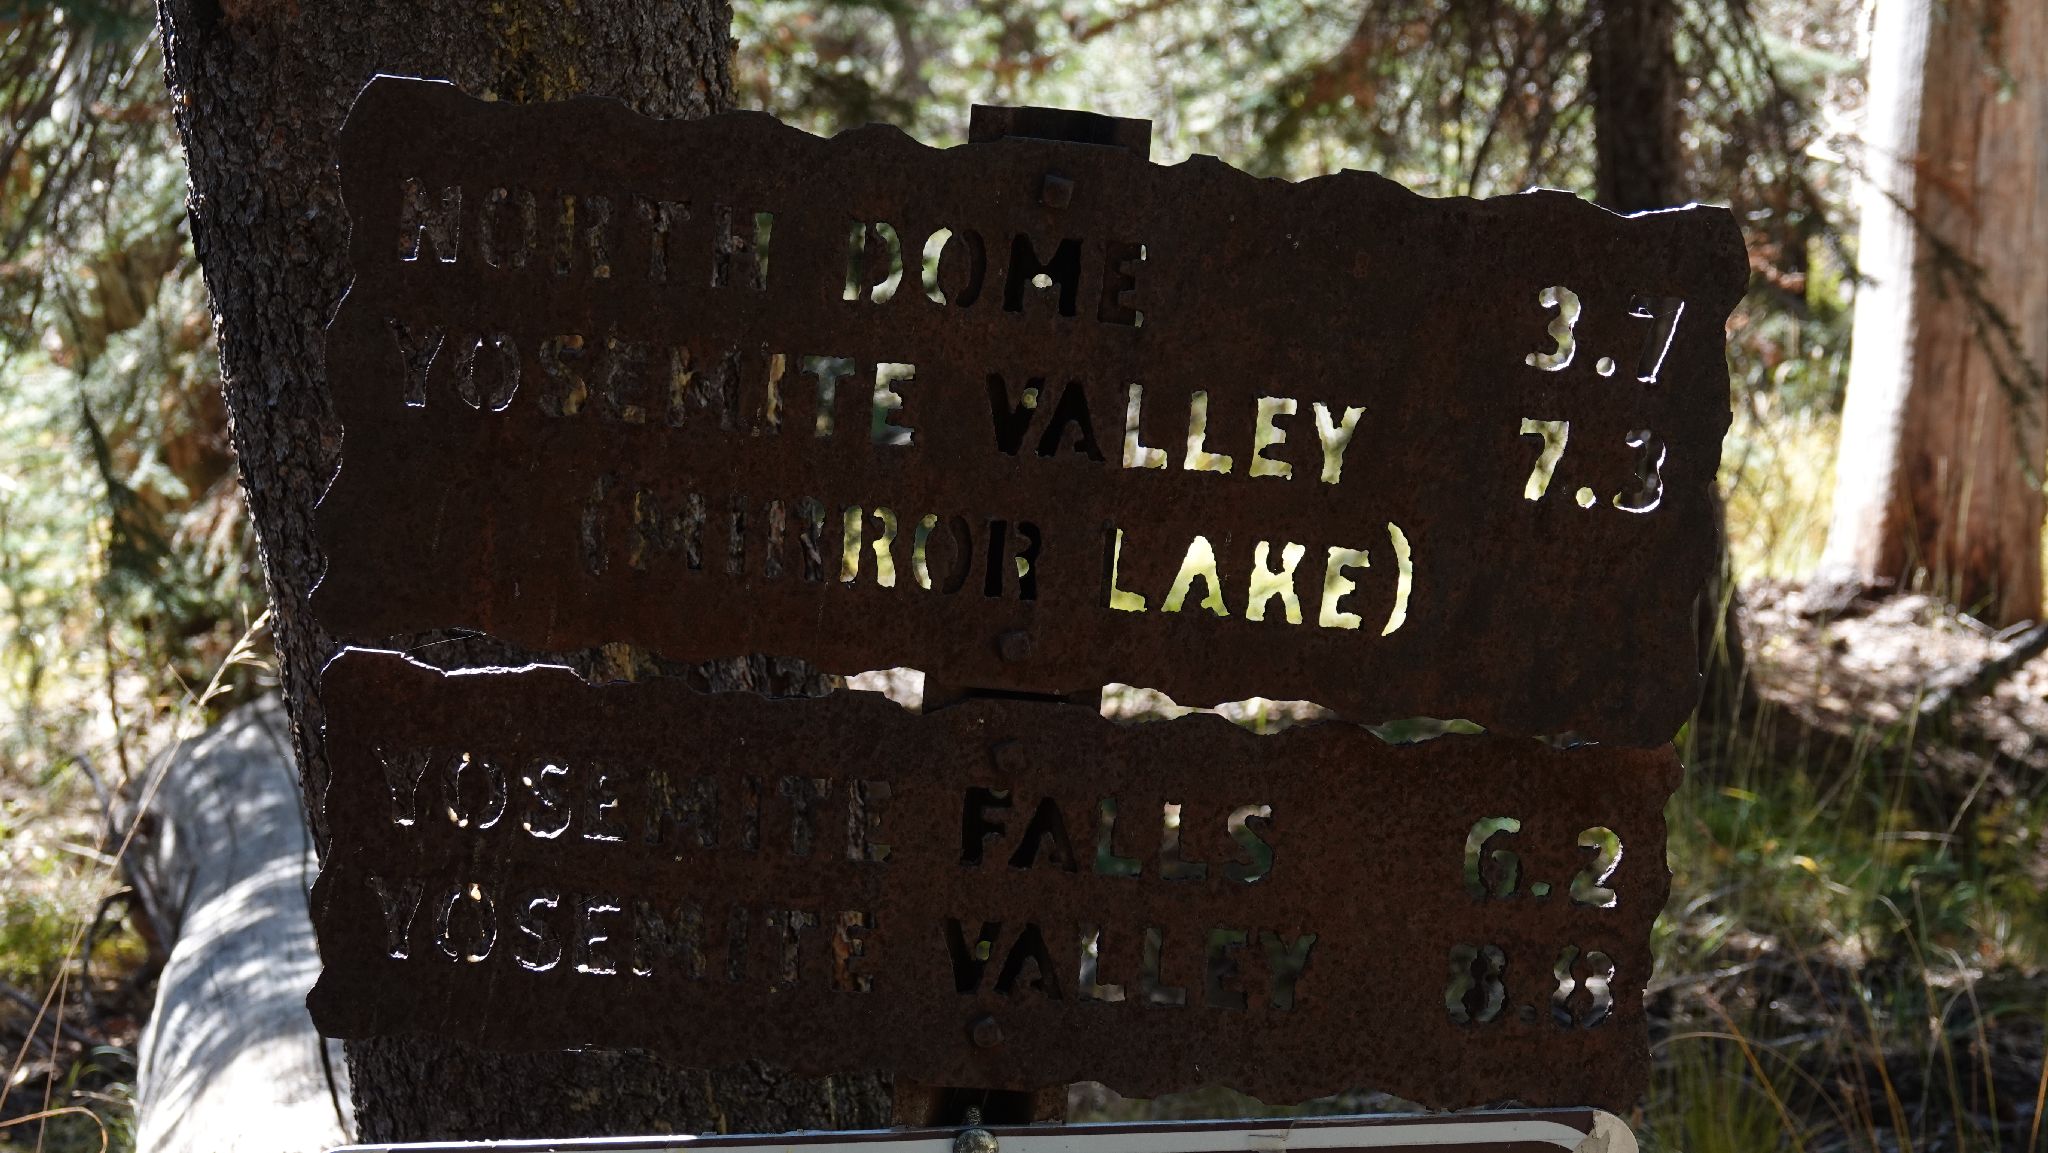 NORTH DOME 3.7
YOSEMITE VALLEY 7.3
(MIRROR LAKE)
YOSEMITE FALLS 6.2
YOSEMITE VALLEY 8.8